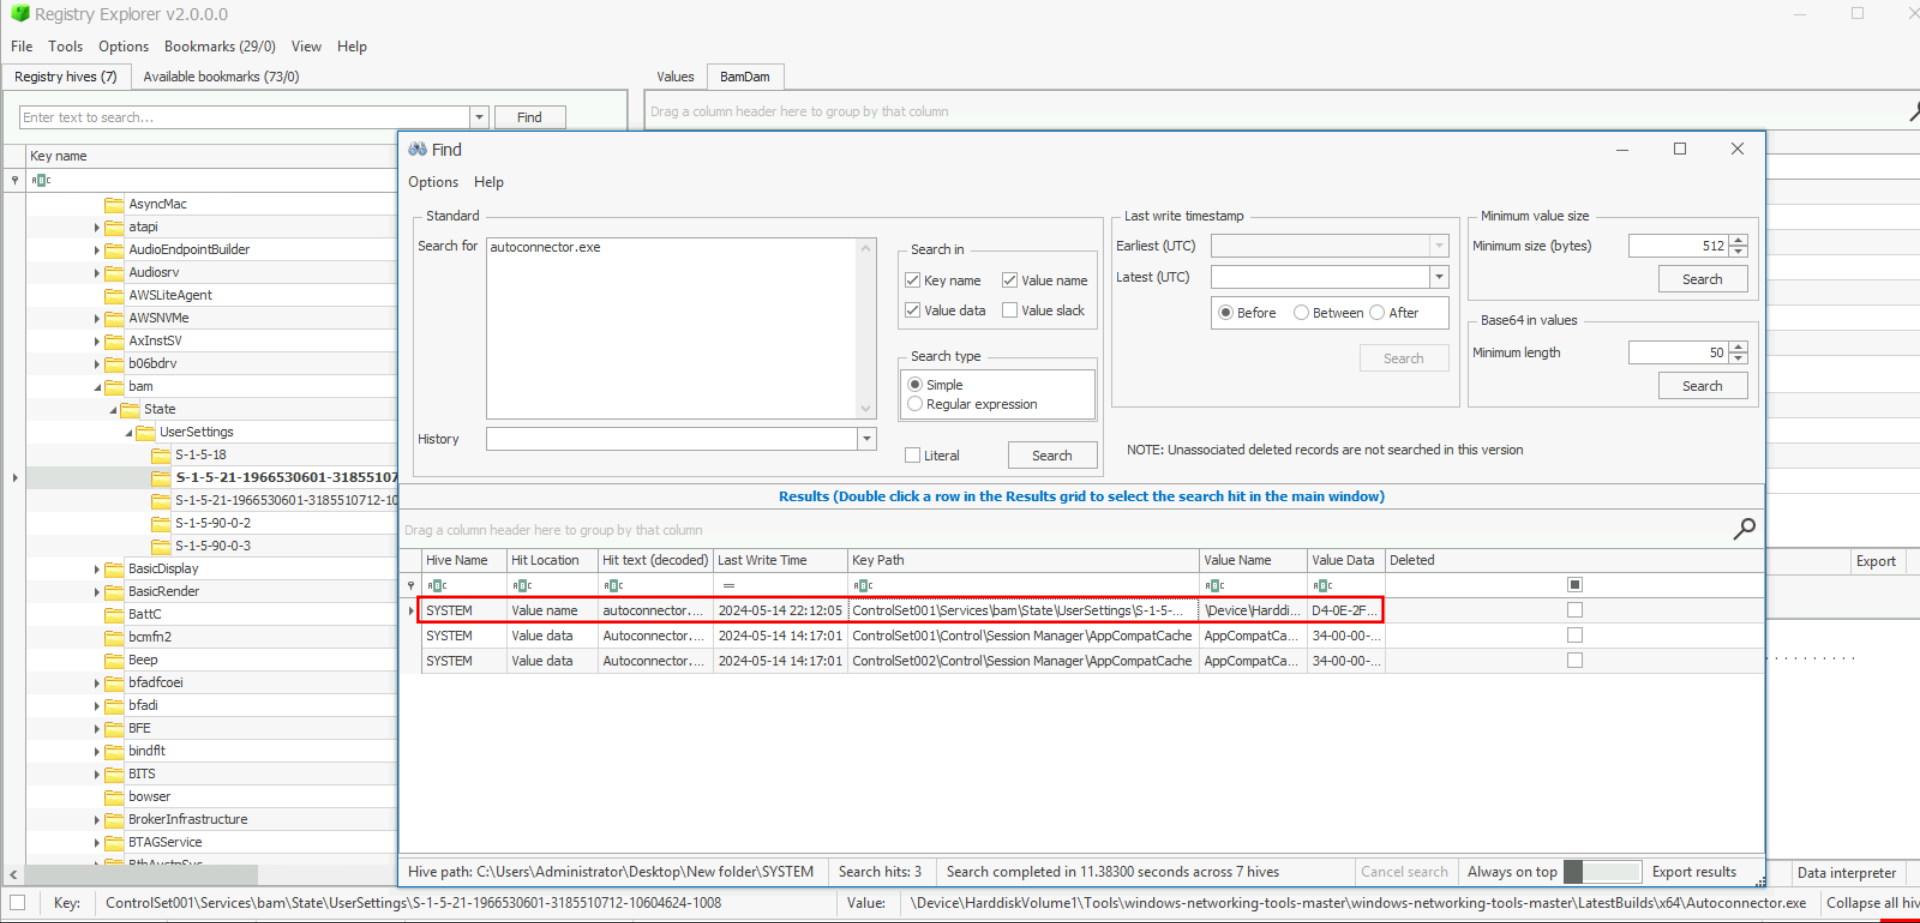 Registry Explorer v2.0.0.0
File Tools Options Bookmarks (29/0) View Help
Registry hives (7) Available bookmarks (73/0)
Values BamDam
Enter text to search... Find
Drag a column header here to group by that column
Key name
AsyncMac
atapi
AudioEndpointBuilder
Audiosrv
AWSLiteAgent
AWSNVMe
AxInstSV
b06bdrv
bam
State
UserSettings
S-1-5-18
S-1-5-21-1966530601-31855107
S-1-5-21-1966530601-3185510712-10
S-1-5-90-0-2
S-1-5-90-0-3
BasicDisplay
BasicRender
BattC
bcmfn2
Beep
bfadfcoei
bfadi
BFE
bindflt
BITS
bowser
BrokerInfrastructure
BTAGService
BthAvctpSvc
Find
Options Help
Standard
Search for autoconnector.exe
Search in
Key name Value name
Value data Value slack
Search type
Simple
Regular expression
History
Literal Search
Last write timestamp
Earliest (UTC)
Latest (UTC)
Before Between After
Search
Minimum value size
Minimum size (bytes) 512
Search
Base64 in values
Minimum length 50
Search
NOTE: Unassociated deleted records are not searched in this version
Results (Double click a row in the Results grid to select the search hit in the main window)
Drag a column header here to group by that column
Hive Name Hit Location Hit text (decoded) Last Write Time Key Path Value Name Value Data Deleted
SYSTEM Value name autoconnector.... 2024-05-14 22:12:05 ControlSet001\Services\bam\State\UserSettings\S-1-5-... \Device\Harddi... D4-0E-2F...
SYSTEM Value data Autoconnector.... 2024-05-14 14:17:01 ControlSet001\Control\Session Manager\AppCompatCache AppCompatCa... 34-00-00-...
SYSTEM Value data Autoconnector.... 2024-05-14 14:17:01 ControlSet002\Control\Session Manager\AppCompatCache AppCompatCa... 34-00-00-...
Export
Hive path: C:\Users\Administrator\Desktop\New folder\SYSTEM Search hits: 3 Search completed in 11.38300 seconds across 7 hives Cancel search Always on top Export results
Data interpreter
Key: ControlSet001\Services\bam\State\UserSettings\S-1-5-21-1966530601-3185510712-10604624-1008 Value: \Device\HarddiskVolume1\Tools\windows-networking-tools-master\windows-networking-tools-master\LatestBuilds\x64\Autoconnector.exe Collapse all hiv